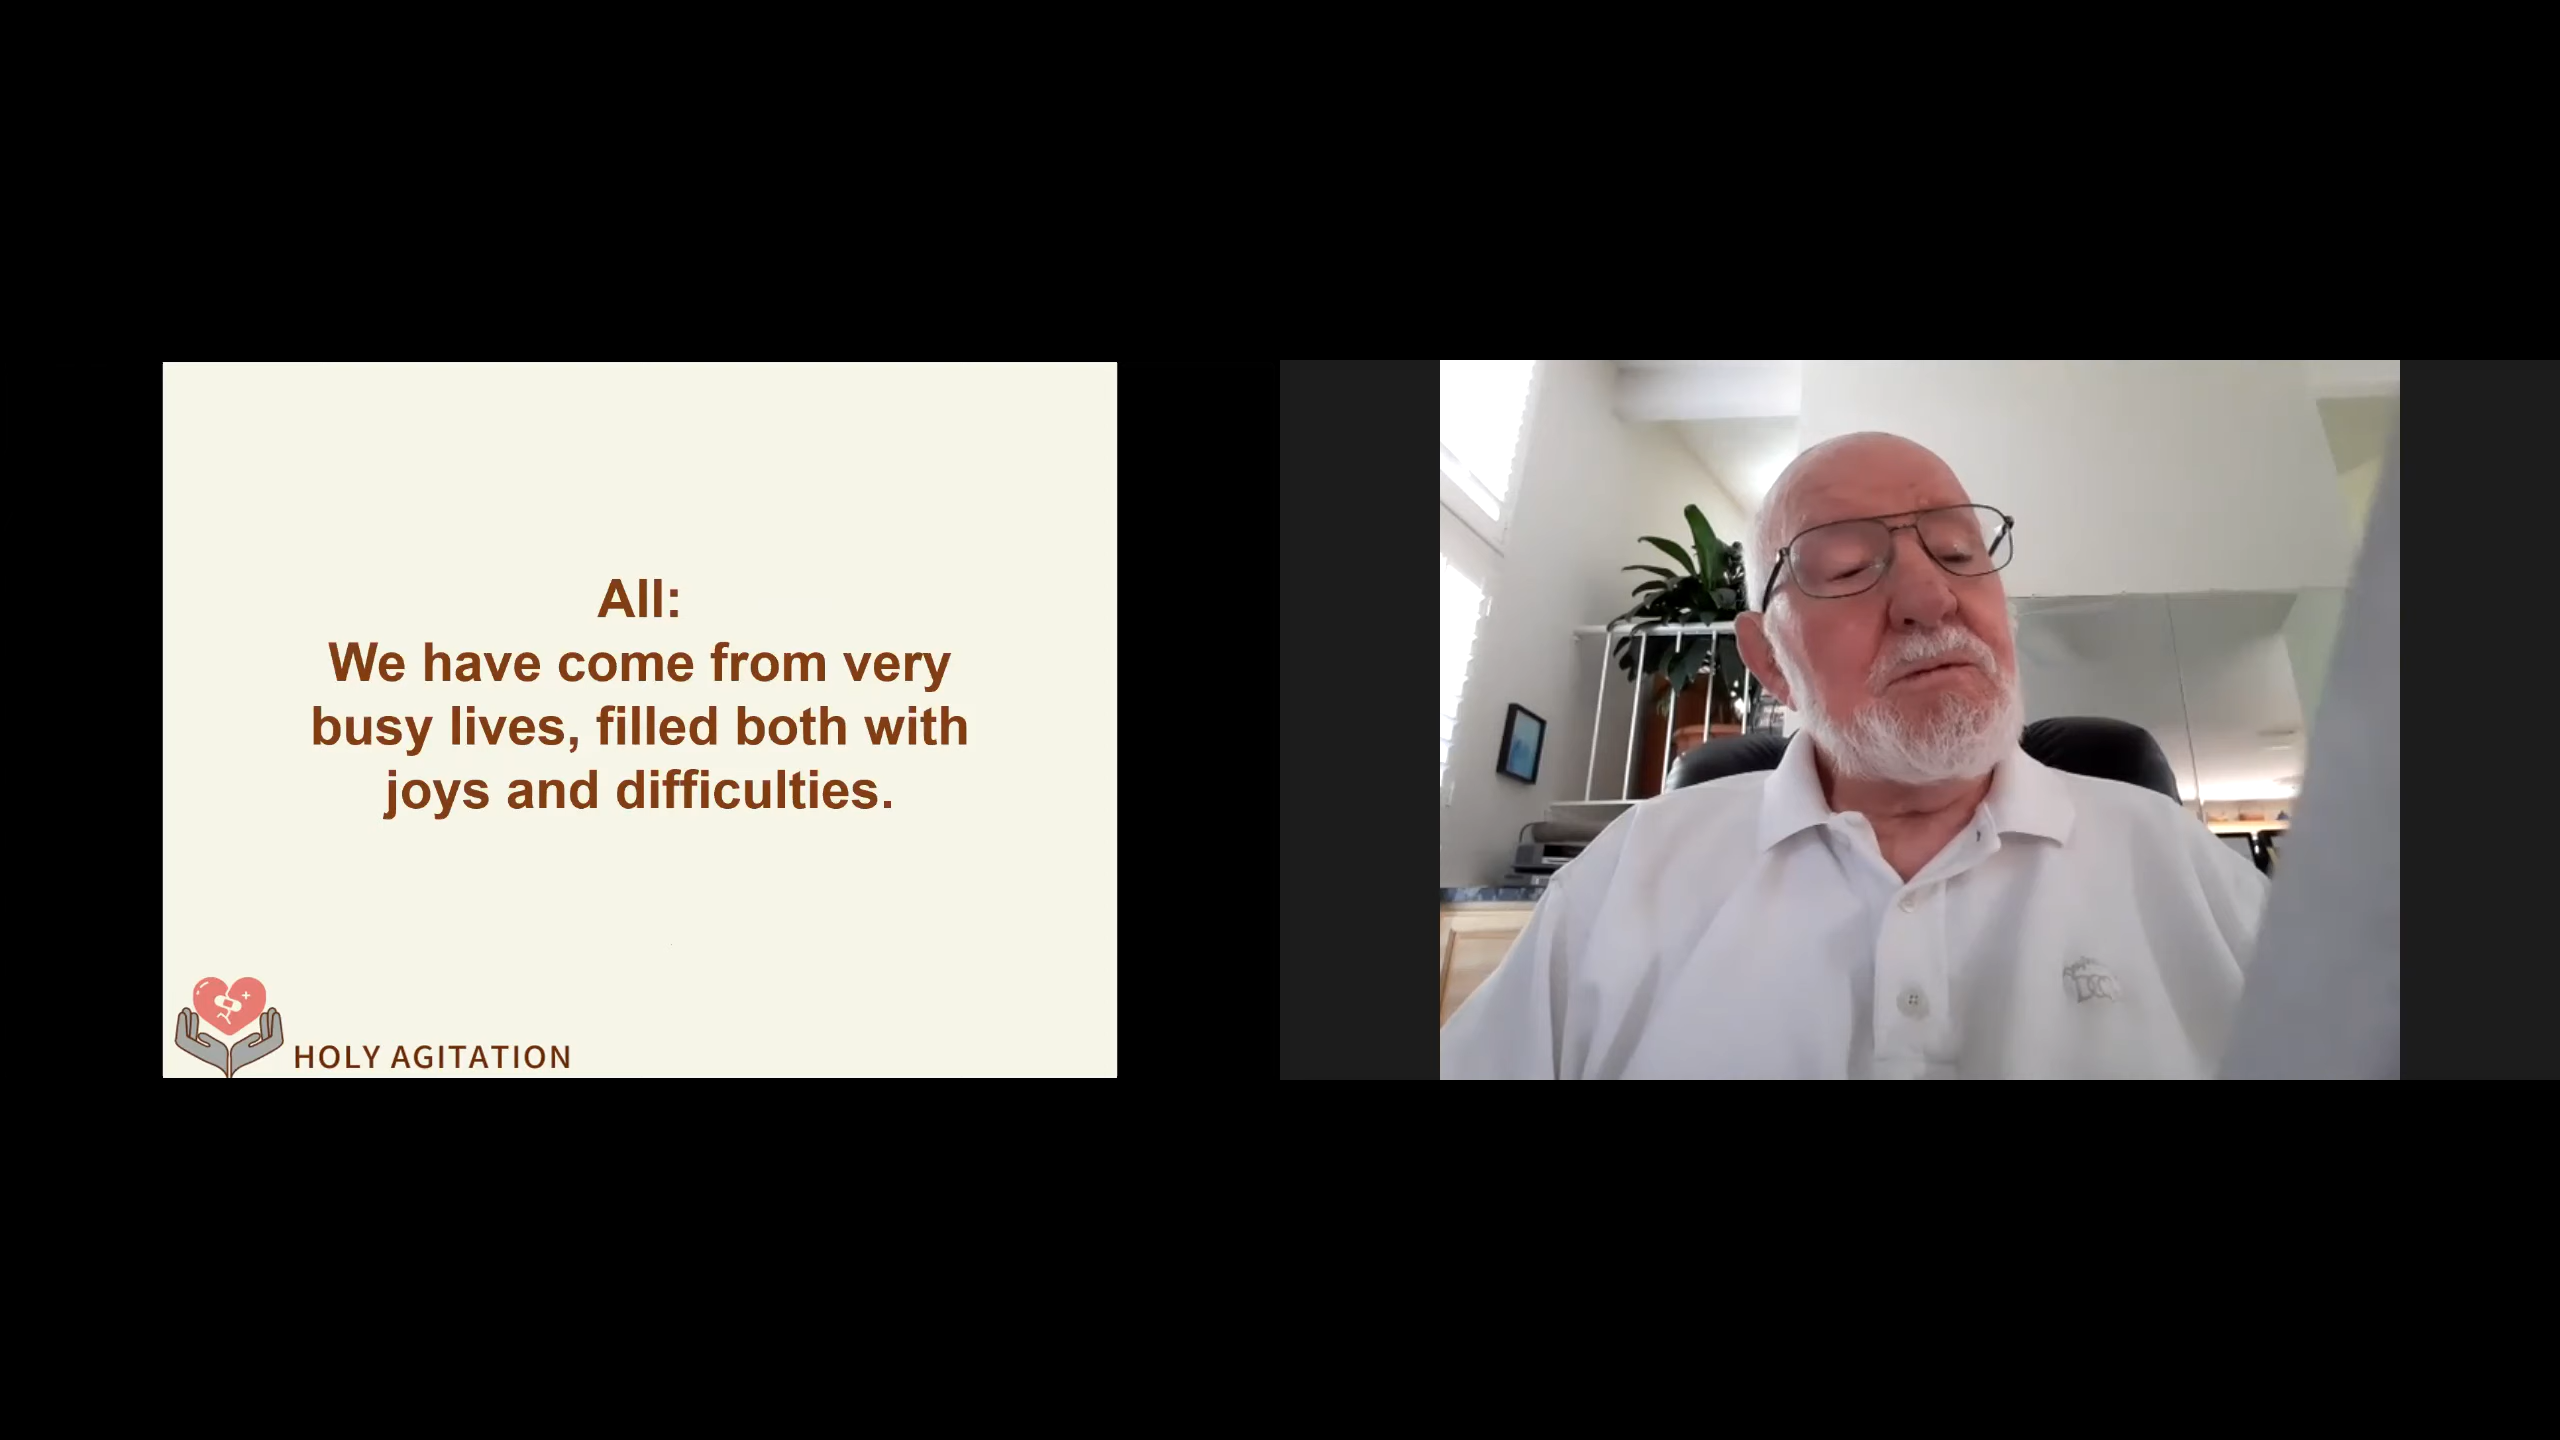 All:
We have come from very
busy lives, filled both with
joys and difficulties.
HOLY AGITATION